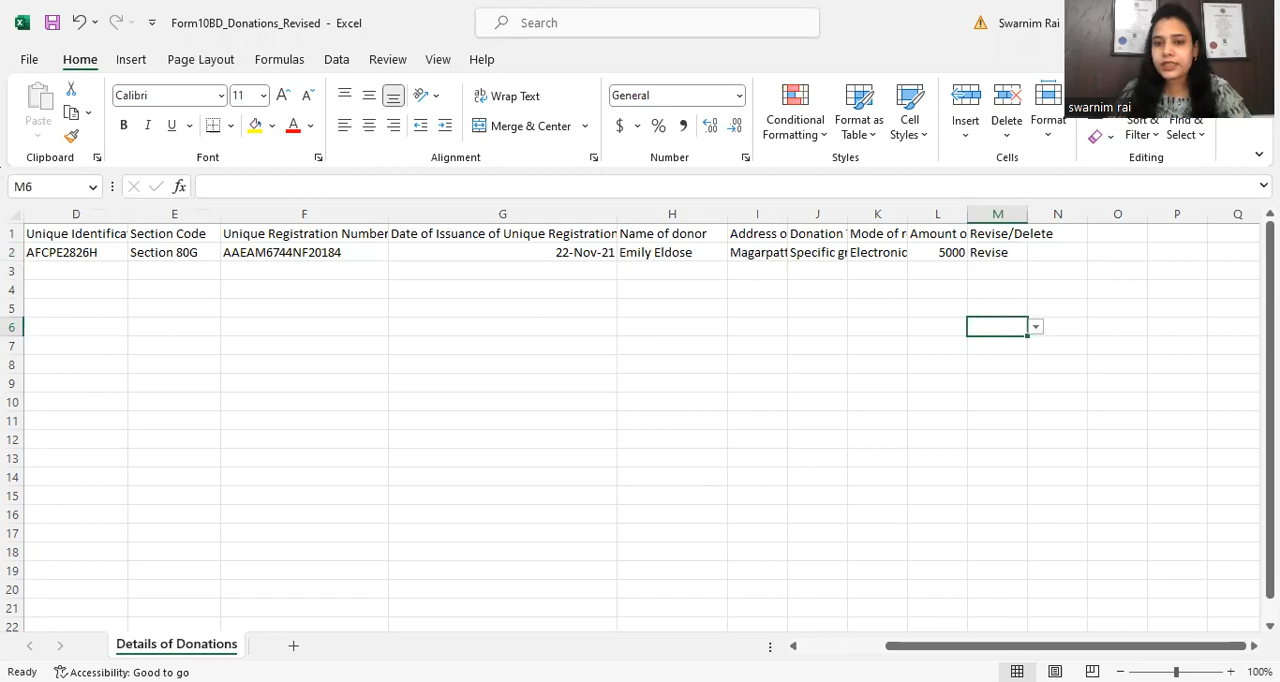 Form10BD_Donations_Revised - Excel
Search
Swarnim Rai
File Home Insert Page Layout Formulas Data Review View Help
Paste
Clipboard
Calibri 11
B I U
Font
Wrap Text
Merge & Center
Alignment
General
$ % 
Number
Conditional Formatting
Format as Table
Cell Styles
Styles
Insert Delete Format
Cells
Sort & Filter
Find & Select
Editing
swarnim rai
M6
fx
D E F G H I J K L M N O P Q
1 Unique Identifica Section Code Unique Registration Number Date of Issuance of Unique Registration Name of donor Address o Donation Mode of r Amount o Revise/Delete
2 AFCPE2826H Section 80G AAEAM6744NF20184 22-Nov-21 Emily Eldose Magarpatt Specific gr Electronic 5000 Revise
3
4
5
6
7
8
9
10
11
12
13
14
15
16
17
18
19
20
21
22
Details of Donations
Ready Accessibility: Good to go 100%